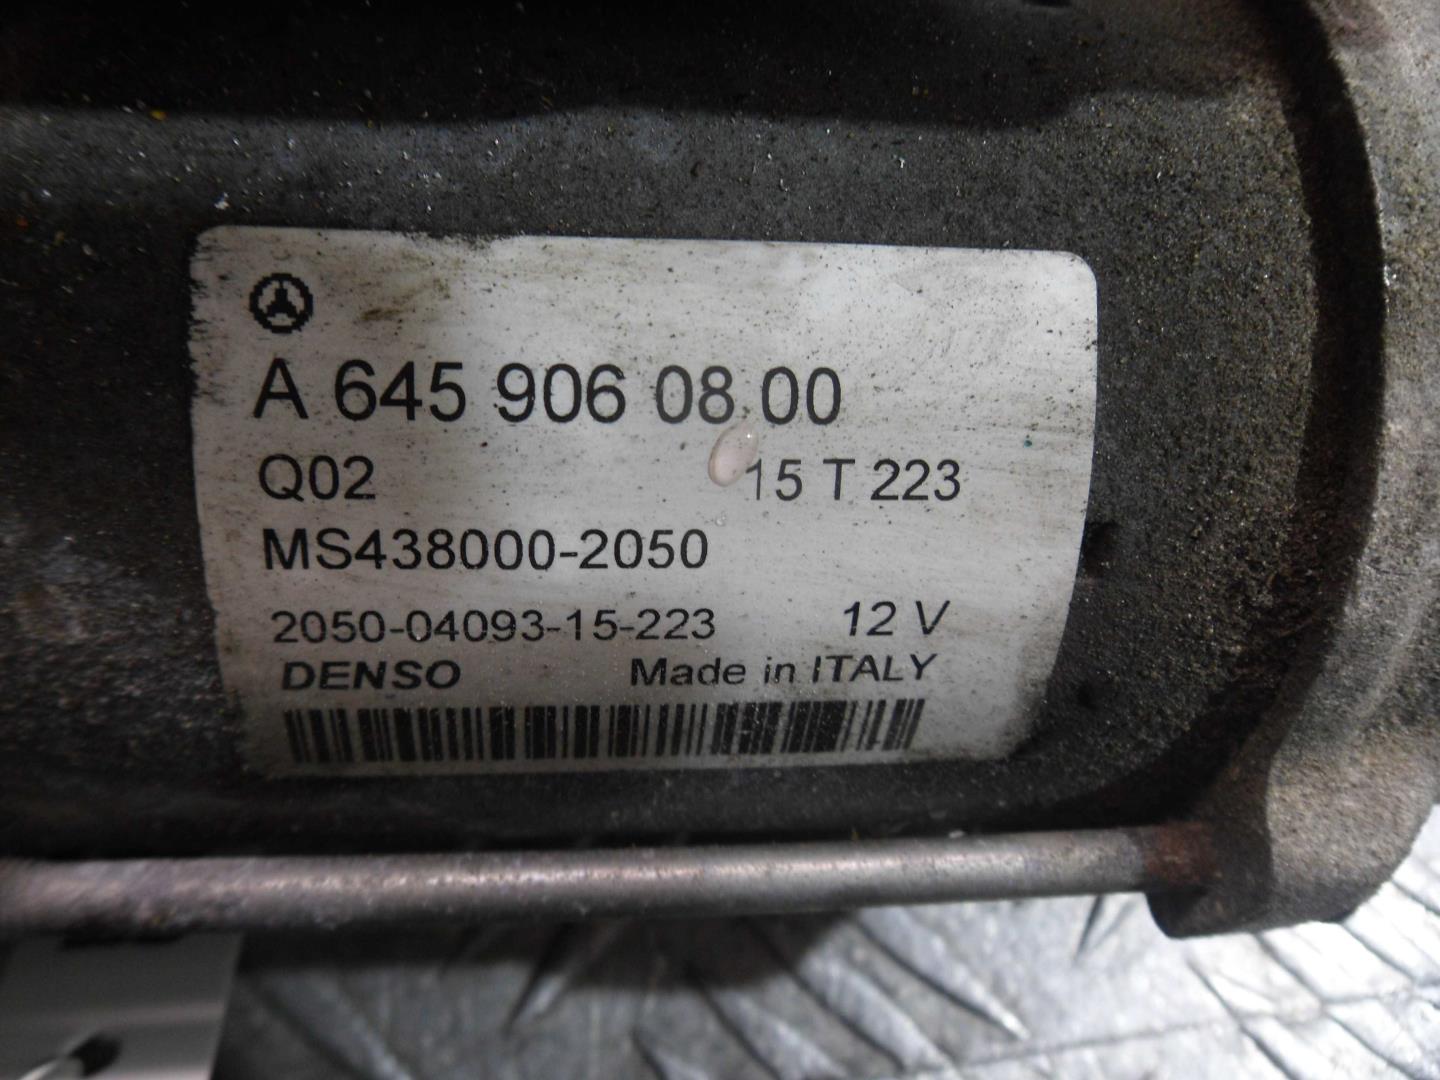 A 645 906 08 00
Q02 15 T 223
MS438000-2050
2050-04093-15-223 12 V
DENSO Made in ITALY